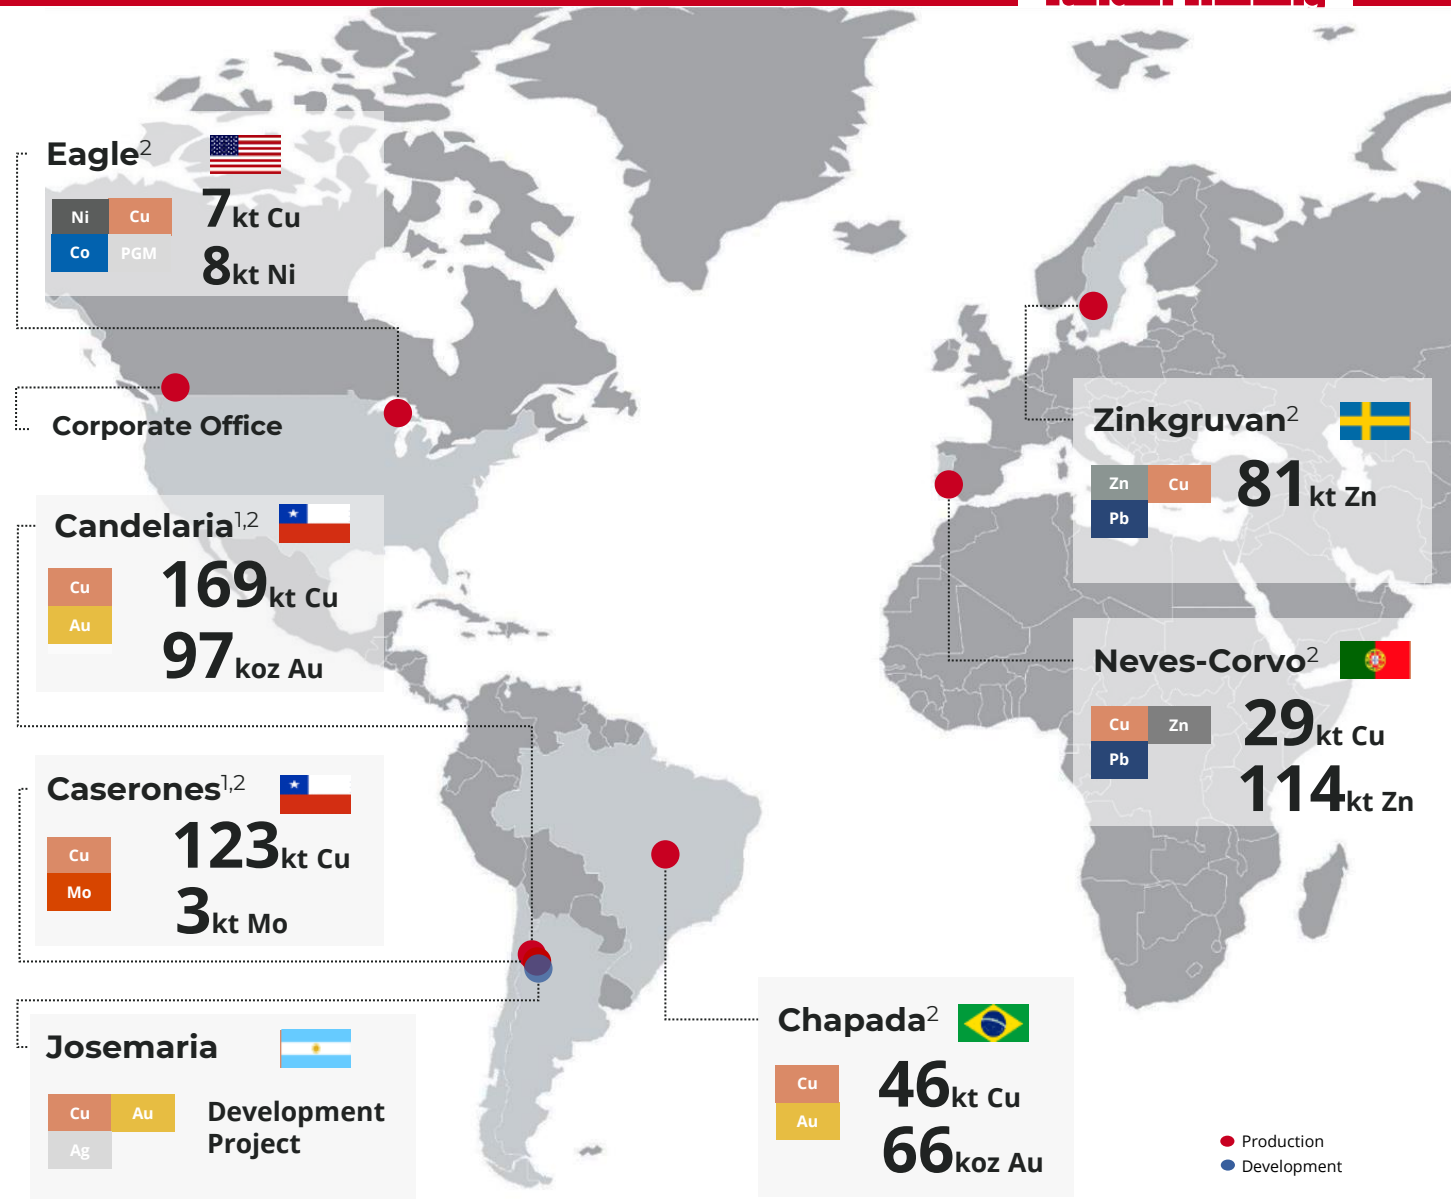 Eagle2
Ni Cu
Co PGM
7kt Cu
8kt Ni
Corporate Office
Candelaria1,2
Cu
Au
169kt Cu
97koz Au
Caserones1,2
Cu
Mo
123kt Cu
3kt Mo
Josemaria
Cu Au
Ag
Development
Project
Zinkgruvan2
Zn Cu
Pb
81kt Zn
Neves-Corvo2
Cu Zn
Pb
29kt Cu
114kt Zn
Chapada2
Cu
Au
46kt Cu
66koz Au
Production
Development